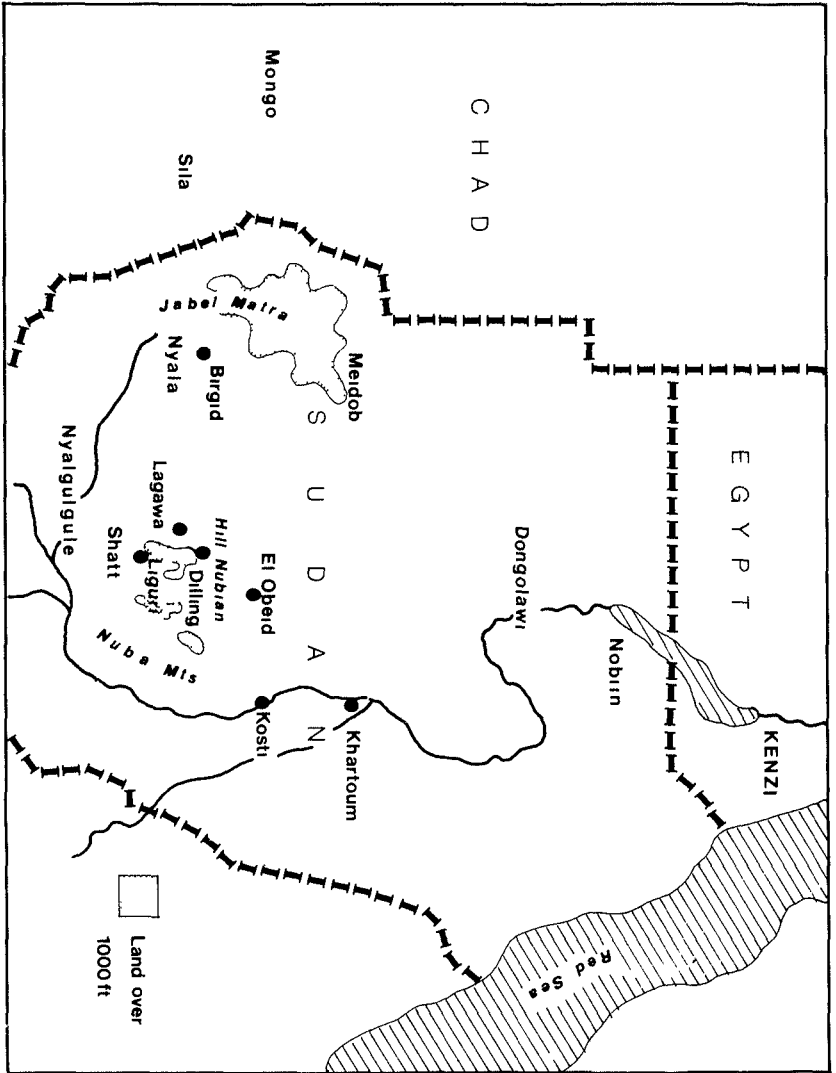 CHAD
EGYPT
SUDAN
Mongo
Sila
Jabel Marra
Meidob
Birgid
Nyala
Nyalgulgule
Lagawa
Shatt
Liguri
Hill Nubian
Dilling
El Obeid
Nuba Mts
Dongolawi
Nobiin
KENZI
Kosti
Khartoum
Red Sea
Land over
1000 ft